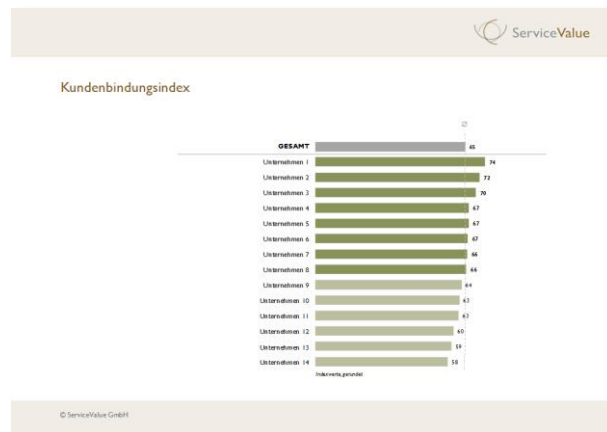 ServiceValue
Kundenbindungsindex
Ø
GESAMT 65
Unternehmen 1 74
Unternehmen 2 72
Unternehmen 3 70
Unternehmen 4 67
Unternehmen 5 67
Unternehmen 6 67
Unternehmen 7 66
Unternehmen 8 66
Unternehmen 9 64
Unternehmen 10 63
Unternehmen 11 63
Unternehmen 12 60
Unternehmen 13 59
Unternehmen 14 58
Indexwerte, gerundet
© ServiceValue GmbH